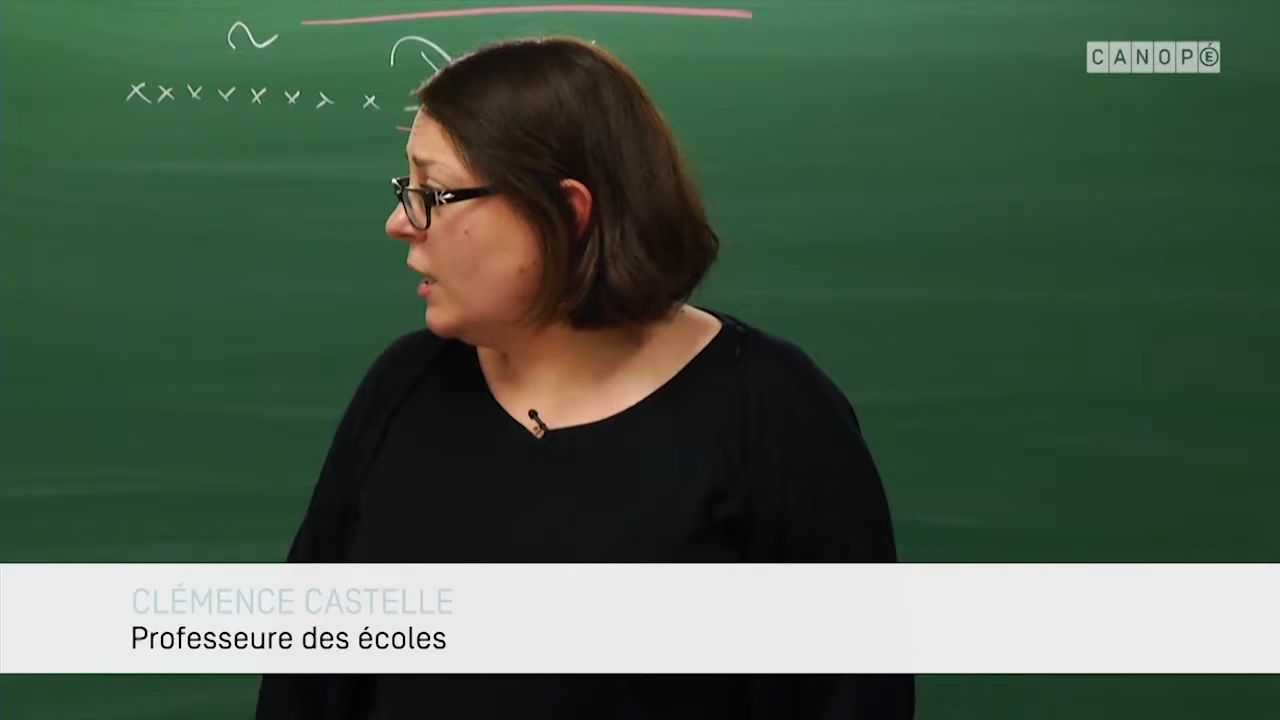 CANOPÉ
x x x x x x x x
CLÉMENCE CASTELLE
Professeure des écoles